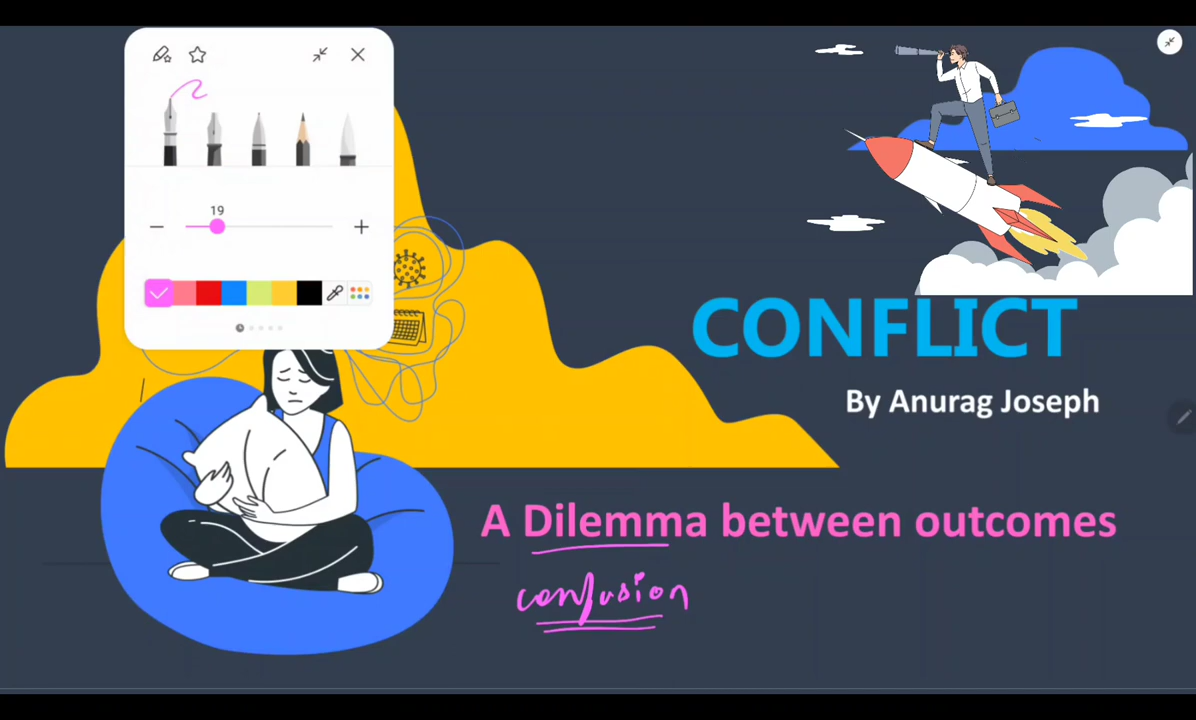 19
CONFLICT
By Anurag Joseph
A Dilemma between outcomes
confusion